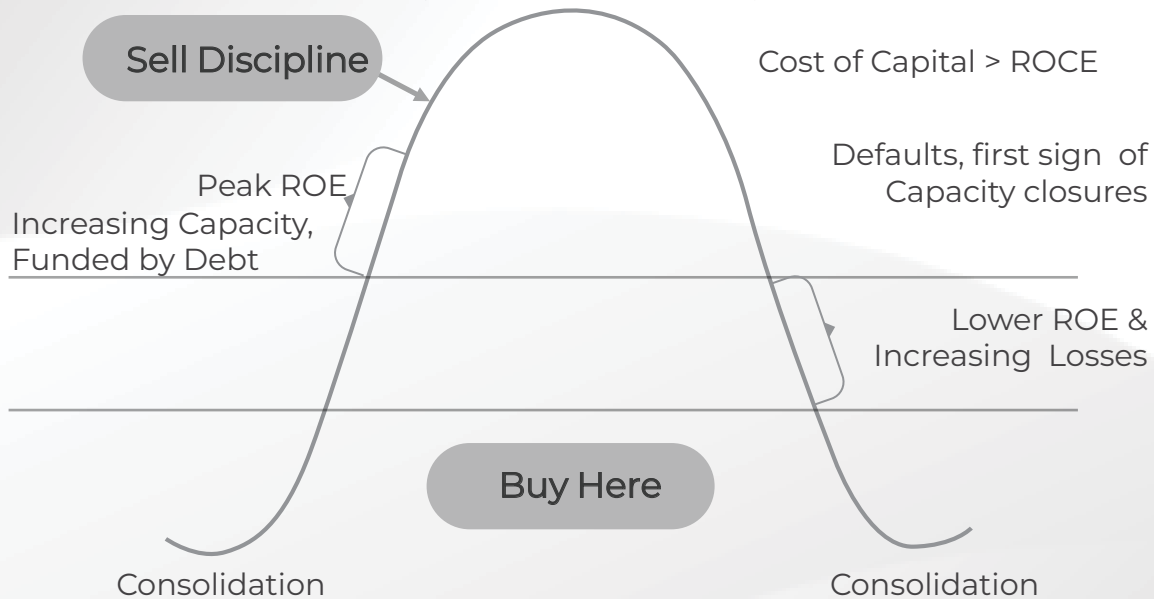 Sell Discipline
Cost of Capital > ROCE
Defaults, first sign of
Capacity closures
Peak ROE
Increasing Capacity,
Funded by Debt
Lower ROE &
Increasing Losses
Buy Here
Consolidation
Consolidation